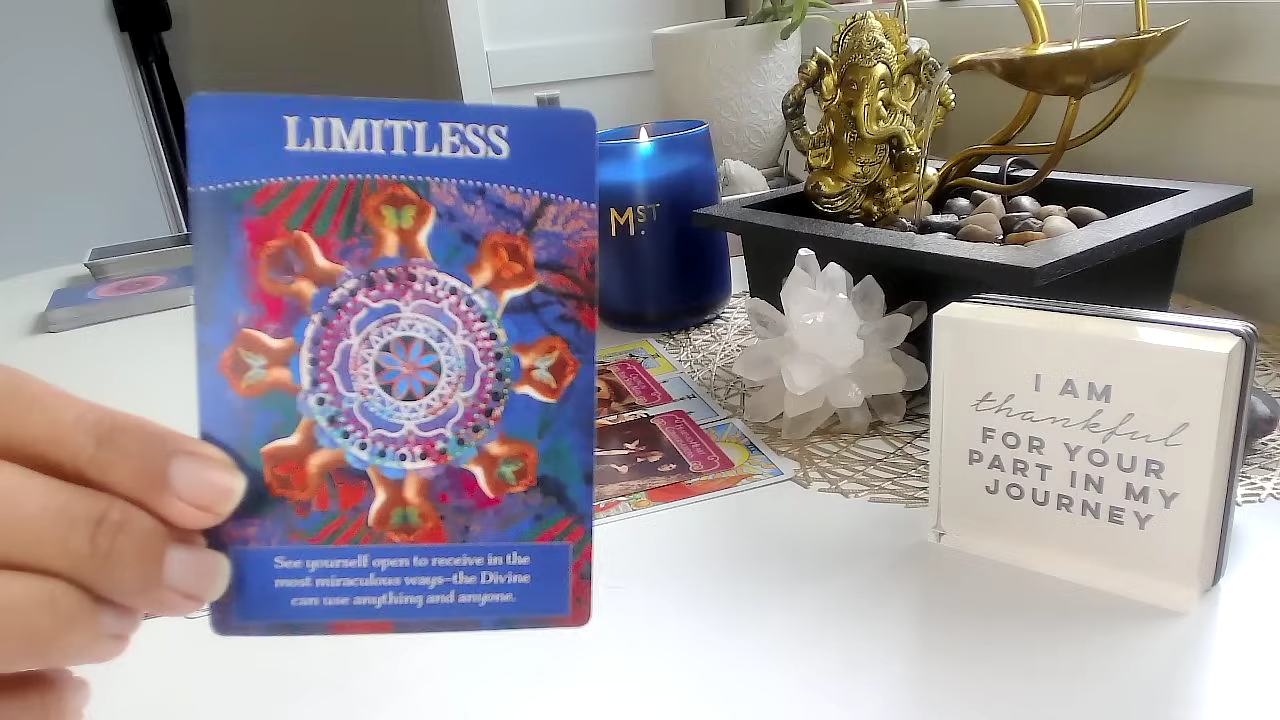 LIMITLESS
See yourself open to receive in the
most miraculous ways–the Divine
can use anything and anyone.
MST.
I AM
thankful
FOR YOUR
PART IN MY
JOURNEY